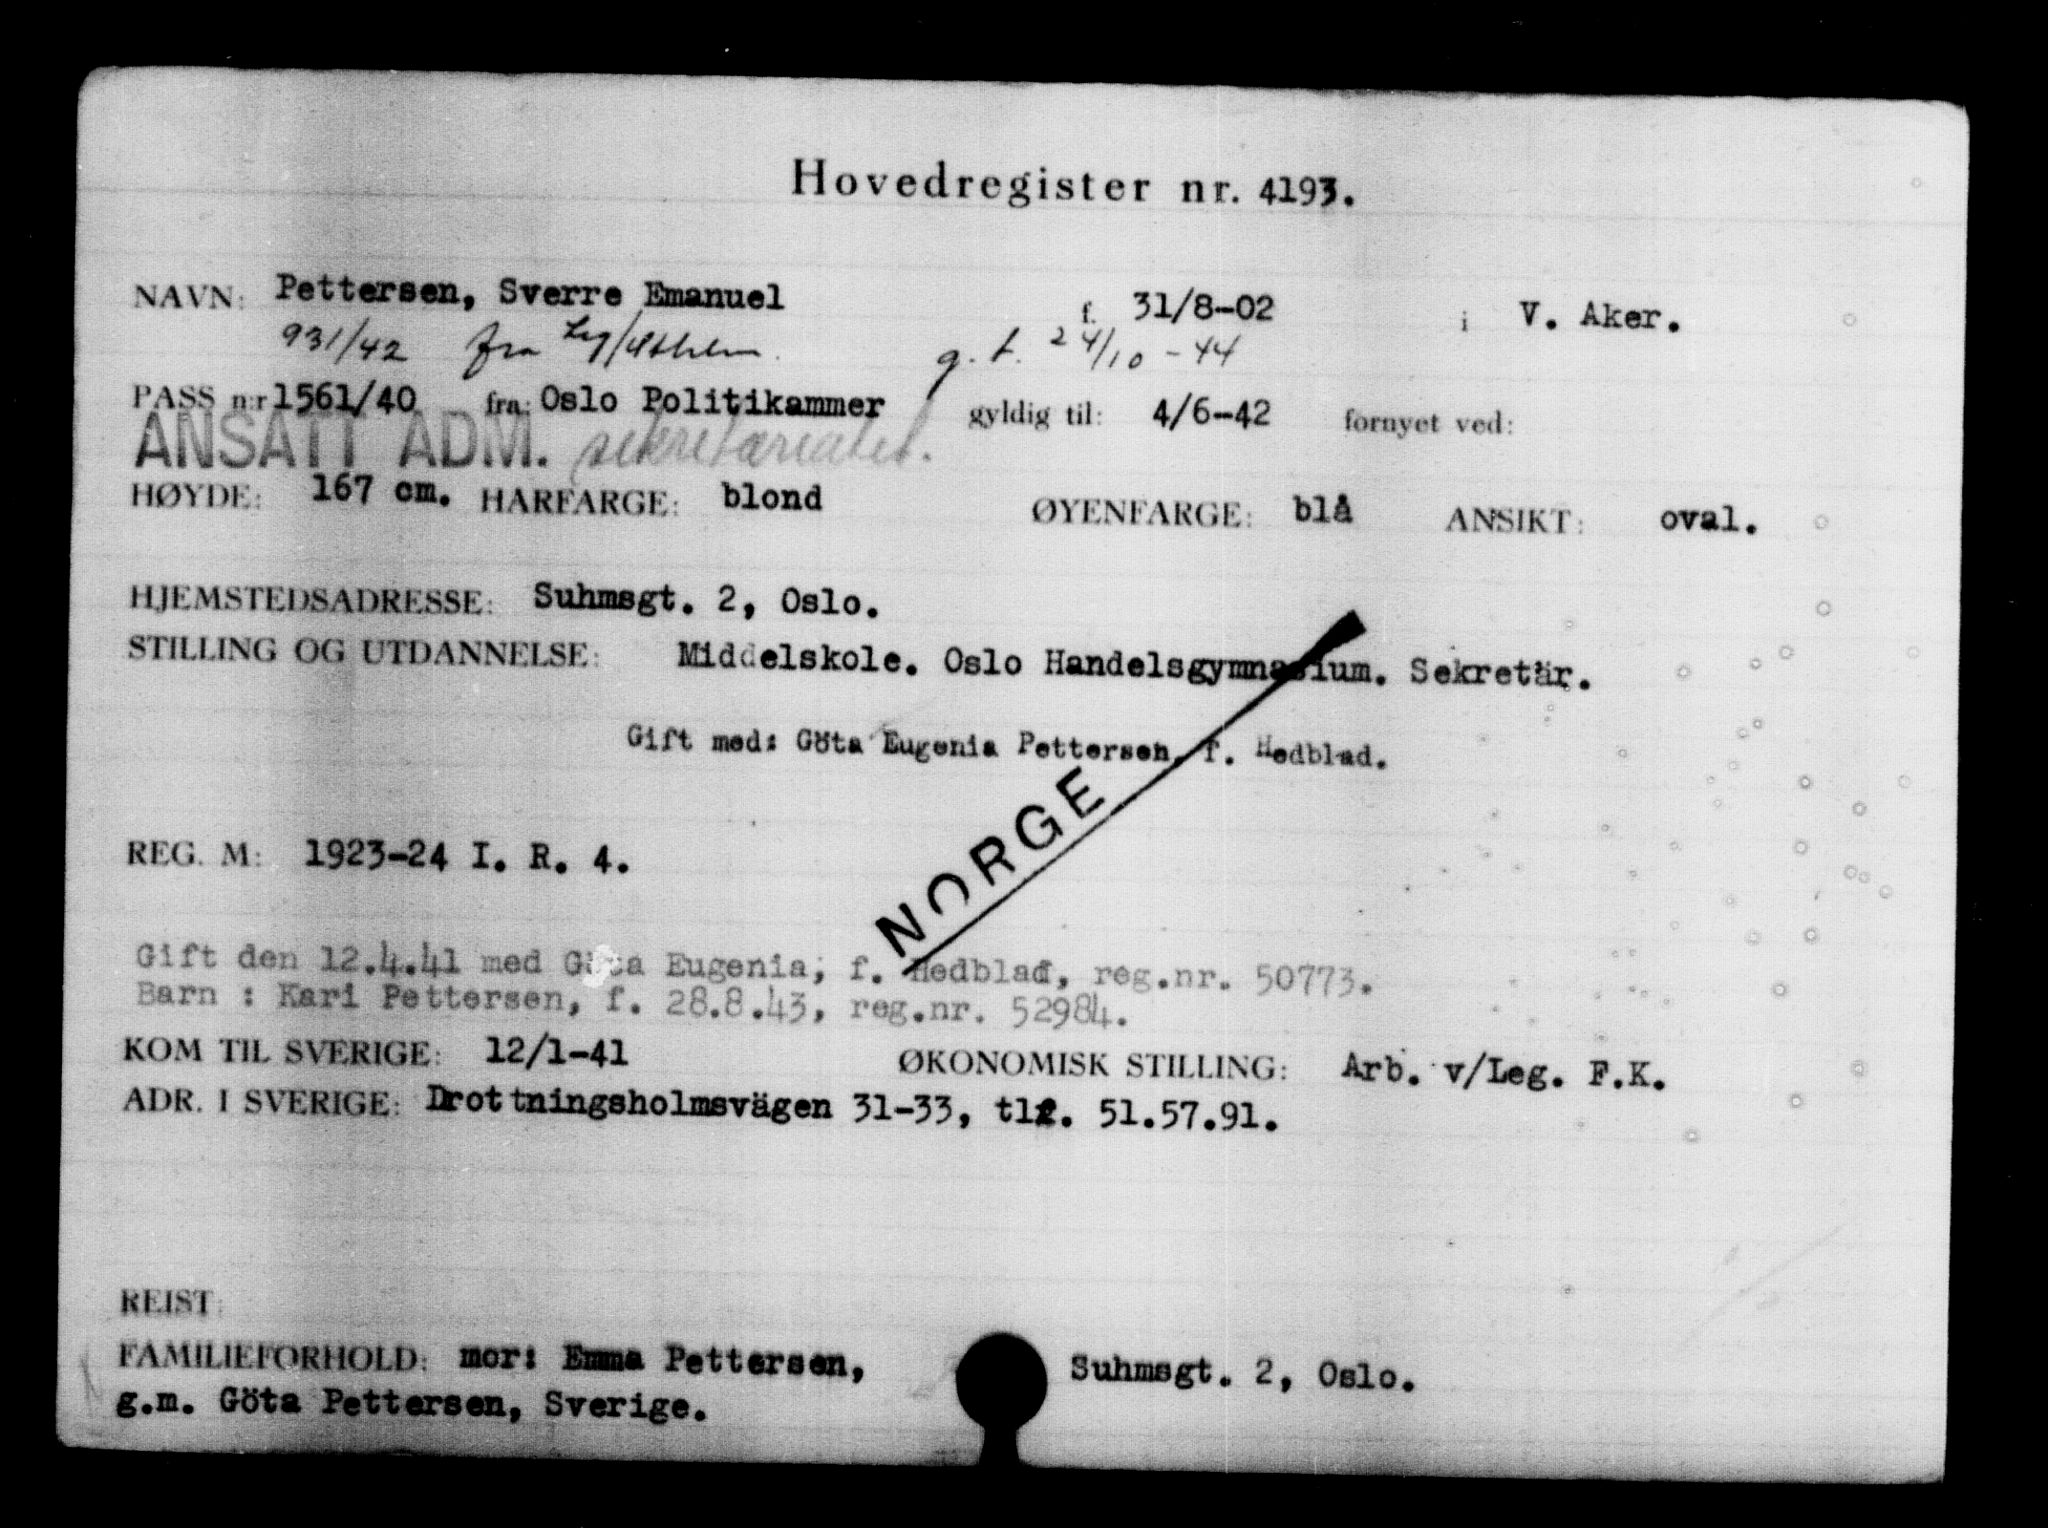 Hovedregister nr. 4193.
NAVN: Pettersen, Sverre Emanuel f. 31/8-02 i V. Aker.
931/42 fra Leg/Sthlm. g. t. 24/10-44
PASS n:r 1561/40 fra: Oslo Politikammer gyldig til: 4/6-42 fornyet ved:
ANSATT ADM. sekretariatet.
HØYDE: 167 cm. HARFARGE: blond ØYENFARGE: blå ANSIKT: oval.
HJEMSTEDSADRESSE: Suhmsgt. 2, Oslo.
STILLING OG UTDANNELSE: Middelskole. Oslo Handelsgymnasium. Sekretär.
Gift med: Göta Eugenia Pettersen, f. Hedblad.
NORGE
REG. M: 1923-24 I. R. 4.
Gift den 12.4.41 med Göta Eugenia, f. Hedblad, reg.nr. 50773.
Barn : Kari Pettersen, f. 28.8.43, reg.nr. 52984.
KOM TIL SVERIGE: 12/1-41 ØKONOMISK STILLING: Arb. v/Leg. F.K.
ADR. I SVERIGE: Drottningsholmsvägen 31-33, tlf. 51.57.91.
REIST:
FAMILIEFORHOLD: mor: Emma Pettersen, Suhmsgt. 2, Oslo.
g.m. Göta Pettersen, Sverige.